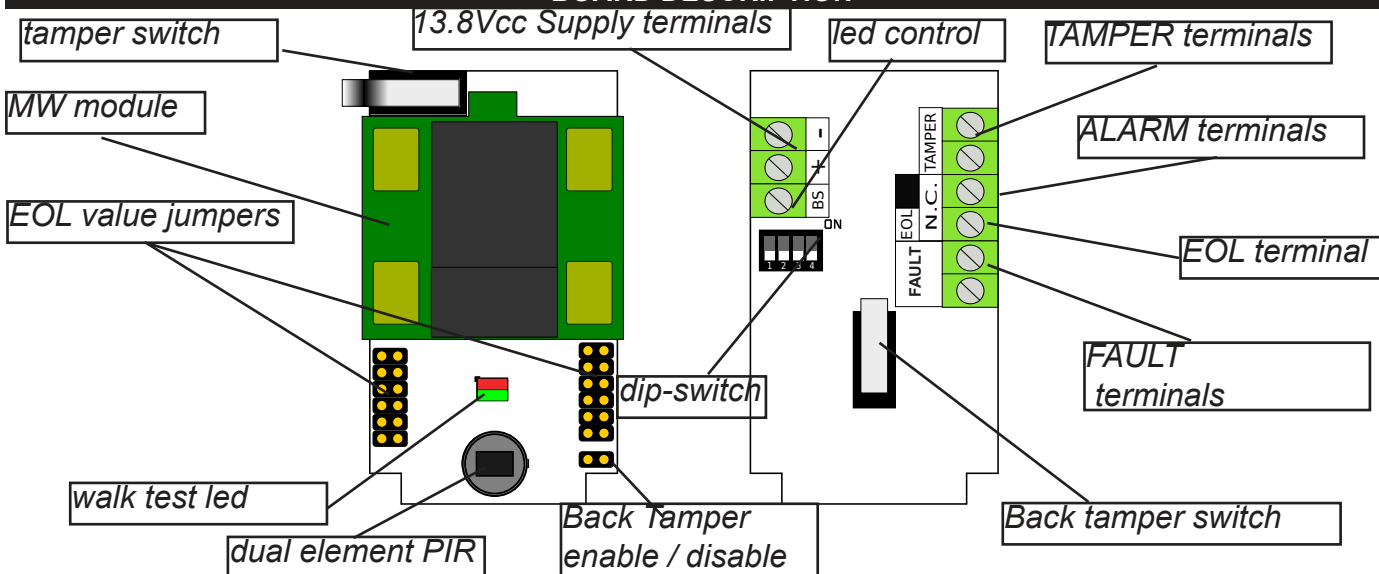 BOARD DESCRIPTION
tamper switch
13.8Vcc Supply terminals
led control
TAMPER terminals
MW module
ALARM terminals
EOL value jumpers
EOL terminal
FAULT
terminals
dip-switch
walk test led
dual element PIR
Back Tamper
enable / disable
Back tamper switch
-
+
BS
ON
1 2 3 4
TAMPER
N.C.
EOL
FAULT